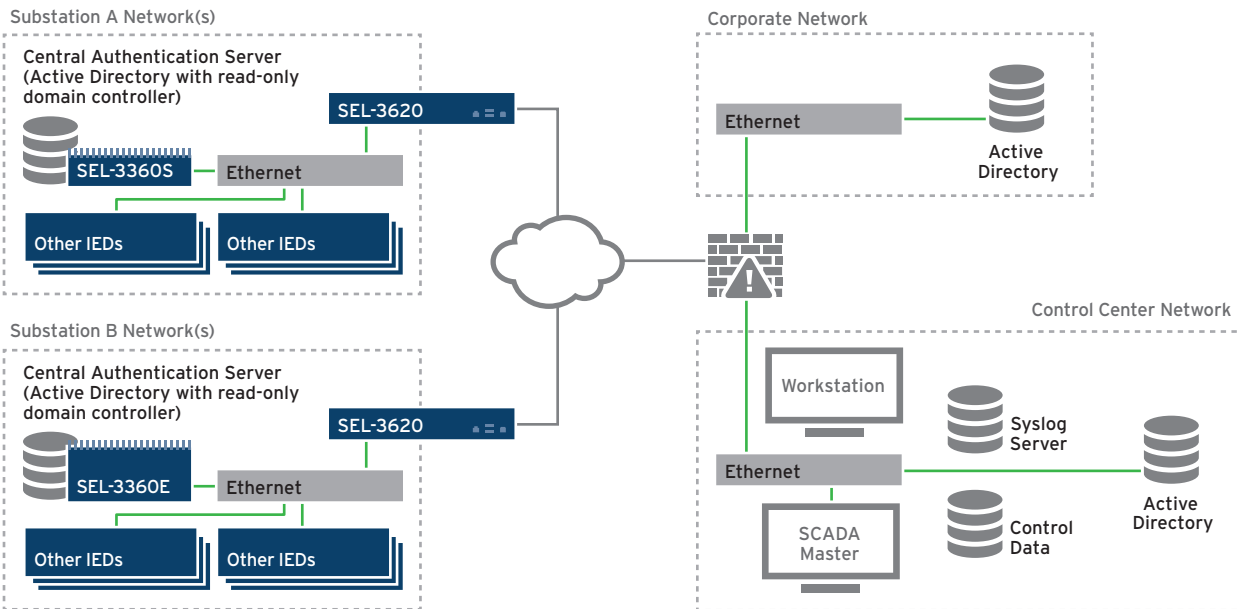 Substation A Network(s)
Central Authentication Server
(Active Directory with read-only
domain controller)
SEL-3620
SEL-3360S
Ethernet
Other IEDs
Other IEDs
Substation B Network(s)
Central Authentication Server
(Active Directory with read-only
domain controller)
SEL-3620
SEL-3360E
Ethernet
Other IEDs
Other IEDs
Corporate Network
Ethernet
Active
Directory
!
Control Center Network
Workstation
Syslog
Server
Ethernet
Active
Directory
SCADA
Master
Control
Data